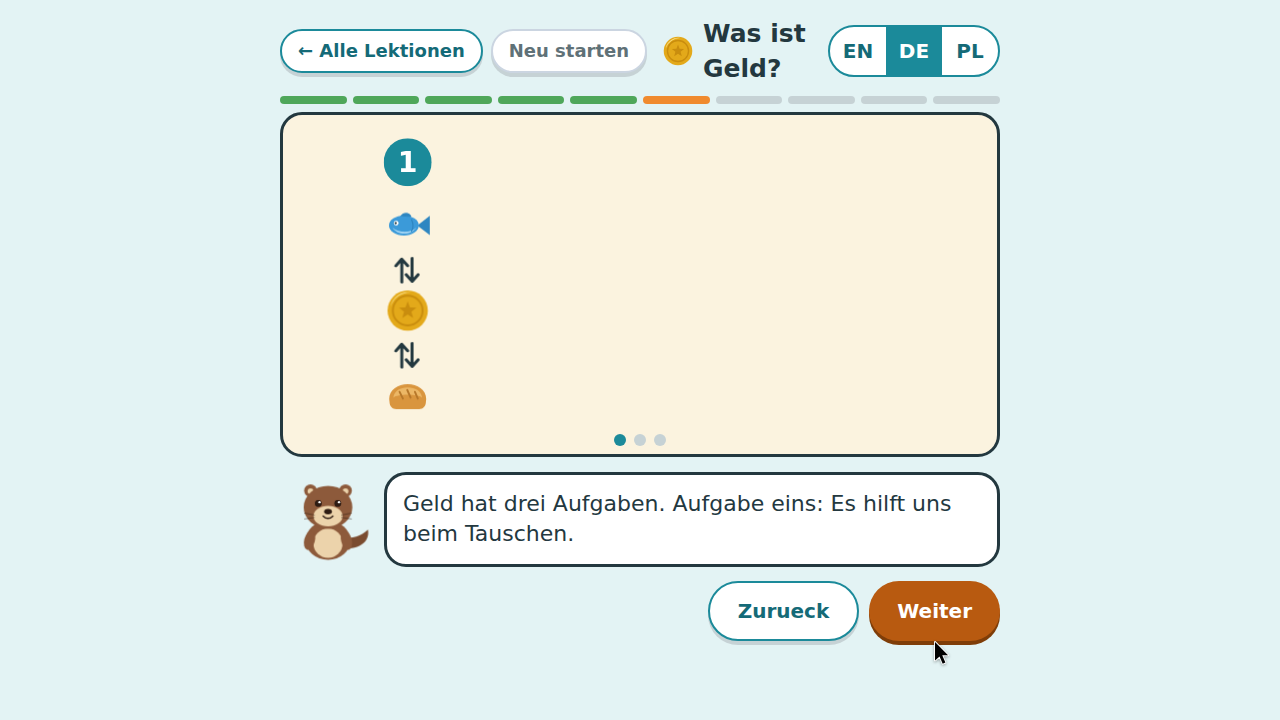 ← Alle Lektionen
Neu starten
Was ist
Geld?
EN DE PL
1
Geld hat drei Aufgaben. Aufgabe eins: Es hilft uns
beim Tauschen.
Zurueck
Weiter